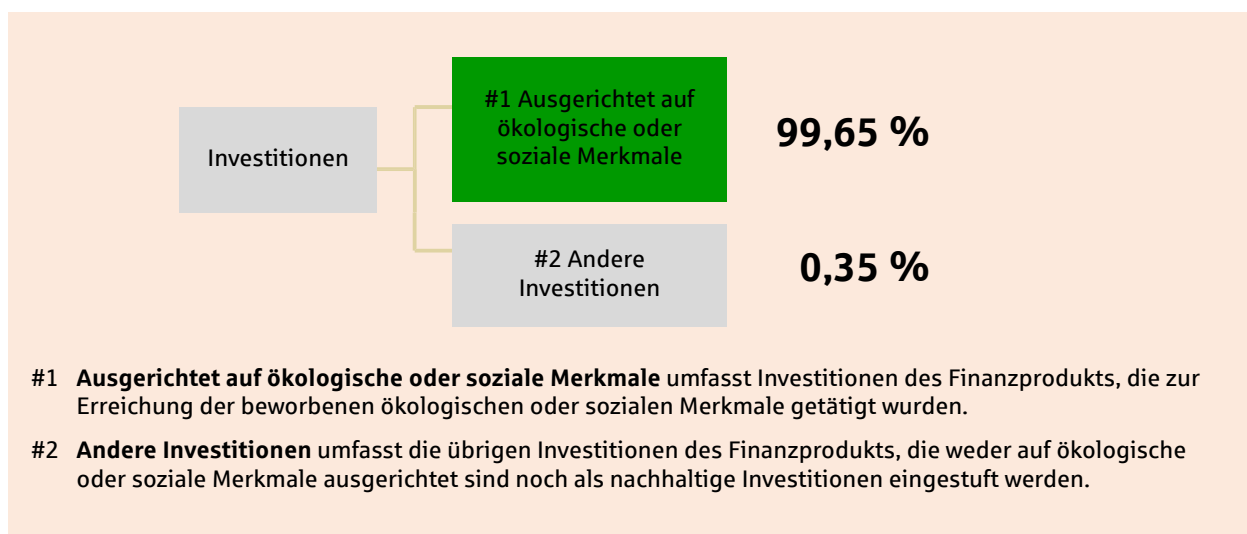 #1 Ausgerichtet auf
ökologische oder
soziale Merkmale
99,65 %
Investitionen
#2 Andere
Investitionen
0,35 %
#1 Ausgerichtet auf ökologische oder soziale Merkmale umfasst Investitionen des Finanzprodukts, die zur
Erreichung der beworbenen ökologischen oder sozialen Merkmale getätigt wurden.
#2 Andere Investitionen umfasst die übrigen Investitionen des Finanzprodukts, die weder auf ökologische
oder soziale Merkmale ausgerichtet sind noch als nachhaltige Investitionen eingestuft werden.